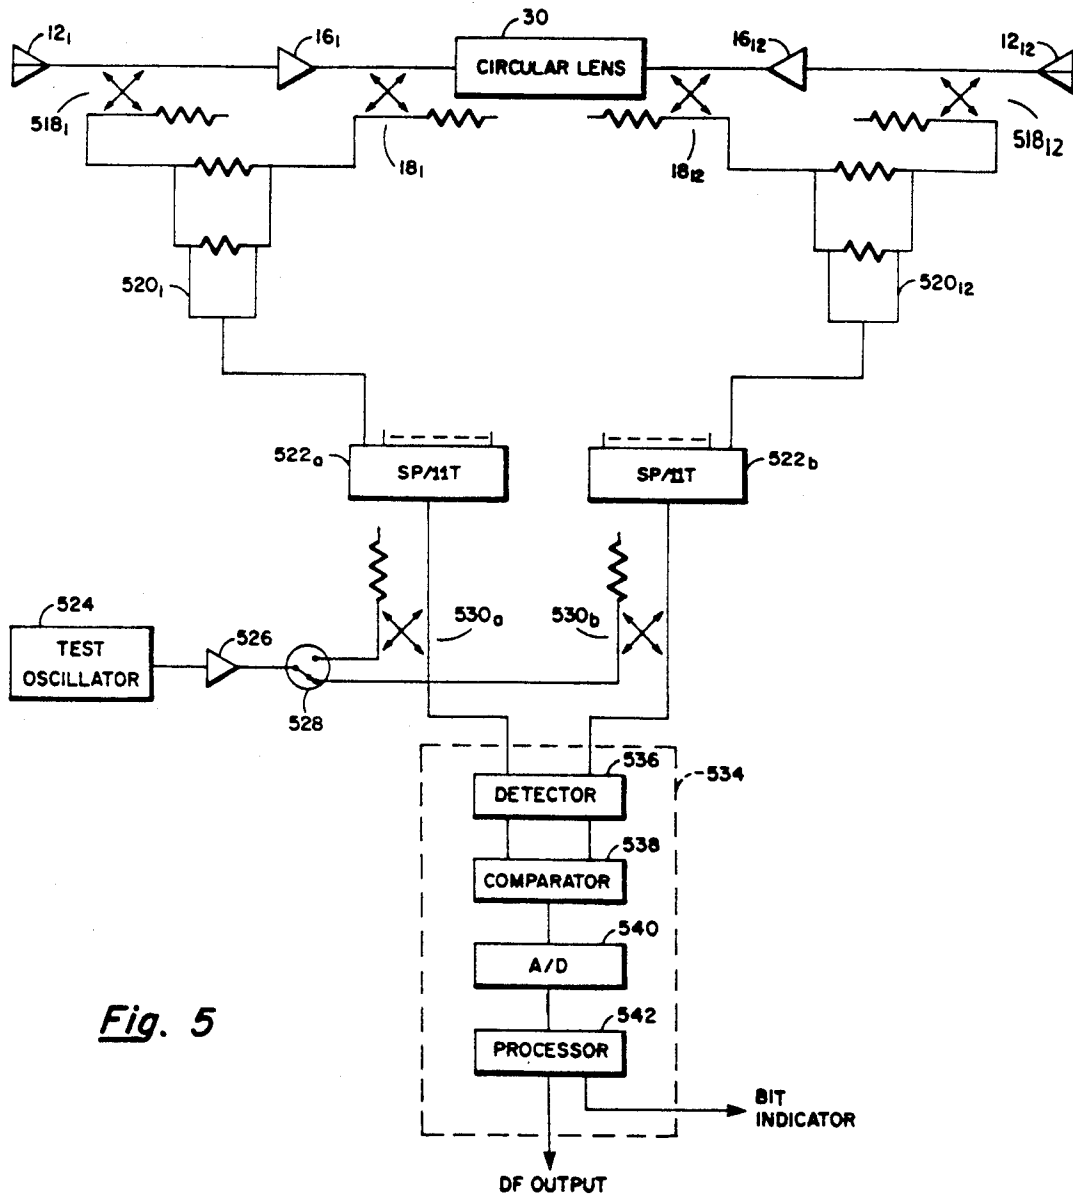 12₁
16₁
30
16₁₂
12₁₂
CIRCULAR LENS
518₁
18₁
18₁₂
518₁₂
520₁
520₁₂
522a
SP/11T
SP/11T
522b
524
TEST
OSCILLATOR
526
528
530a
530b
536
534
DETECTOR
538
COMPARATOR
540
A/D
542
PROCESSOR
BIT
INDICATOR
DF OUTPUT
Fig. 5